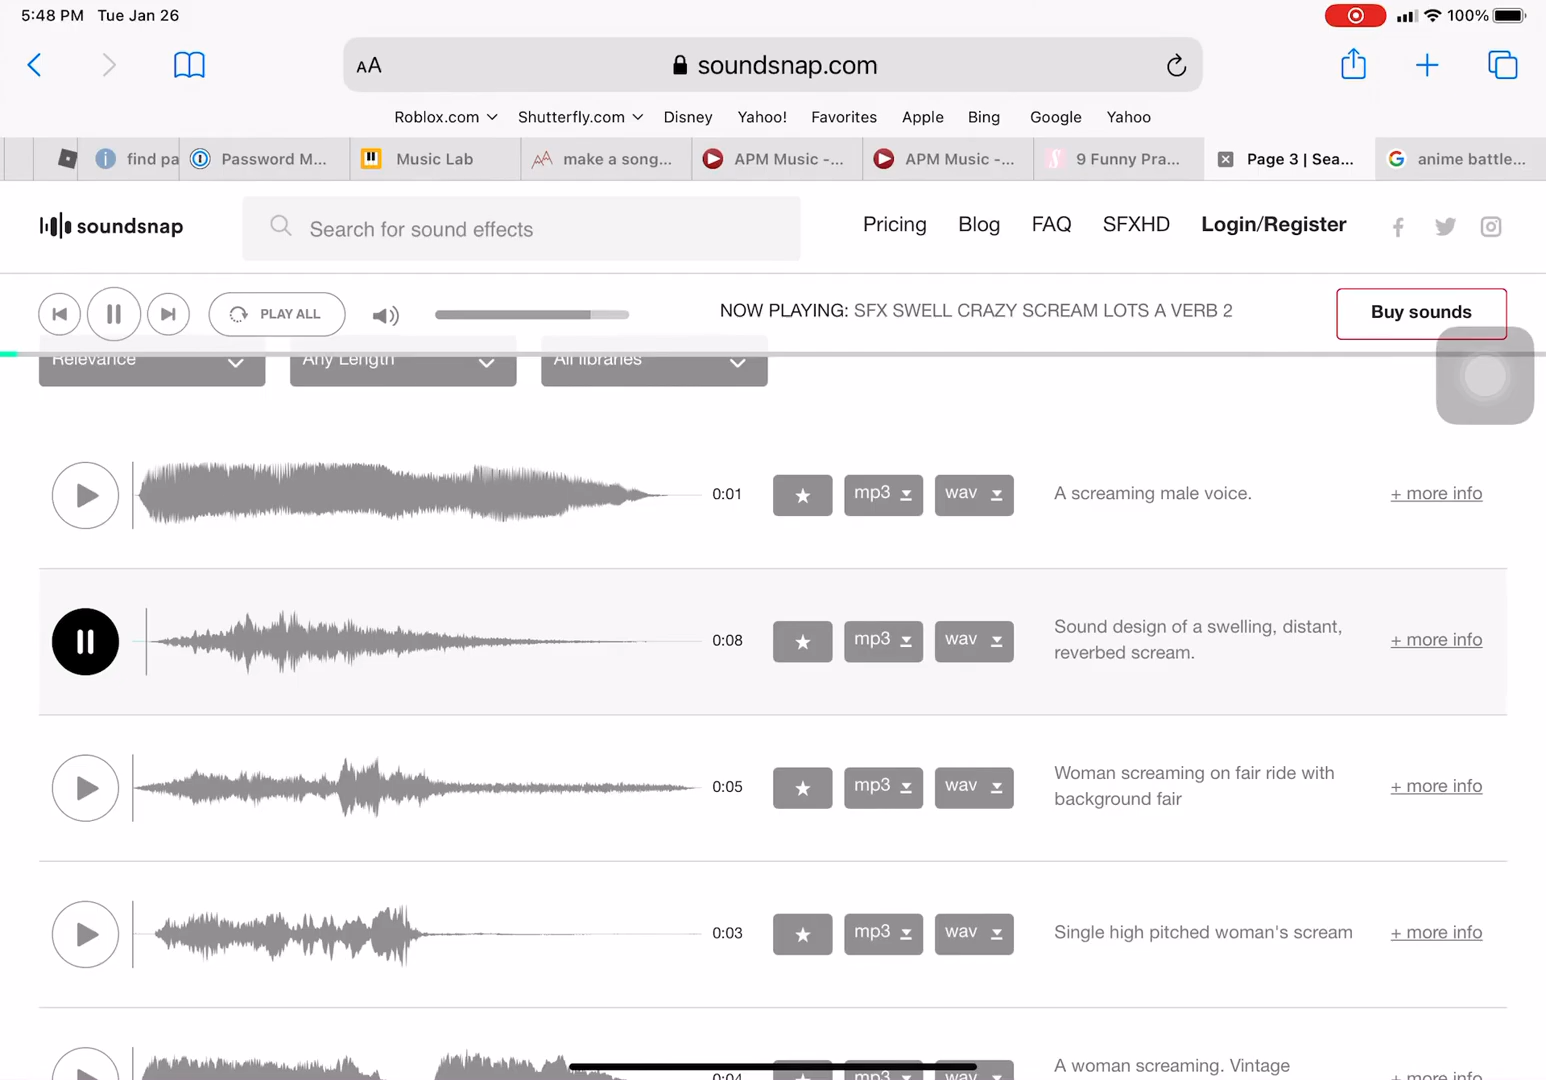 5:48 PM Tue Jan 26
100%
AA
soundsnap.com
Roblox.com Shutterfly.com Disney Yahoo! Favorites Apple Bing Google Yahoo
find pa Password M... Music Lab make a song... APM Music -... APM Music -... 9 Funny Pra... Page 3 | Sea... anime battle...
soundsnap
Search for sound effects
Pricing Blog FAQ SFXHD Login/Register
PLAY ALL
NOW PLAYING: SFX SWELL CRAZY SCREAM LOTS A VERB 2
Buy sounds
Relevance Any Length All libraries
0:01 mp3 wav A screaming male voice. + more info
0:08 mp3 wav Sound design of a swelling, distant,
reverbed scream. + more info
0:05 mp3 wav Woman screaming on fair ride with
background fair + more info
0:03 mp3 wav Single high pitched woman's scream + more info
0:04 mp3 wav A woman screaming. Vintage
+ more info